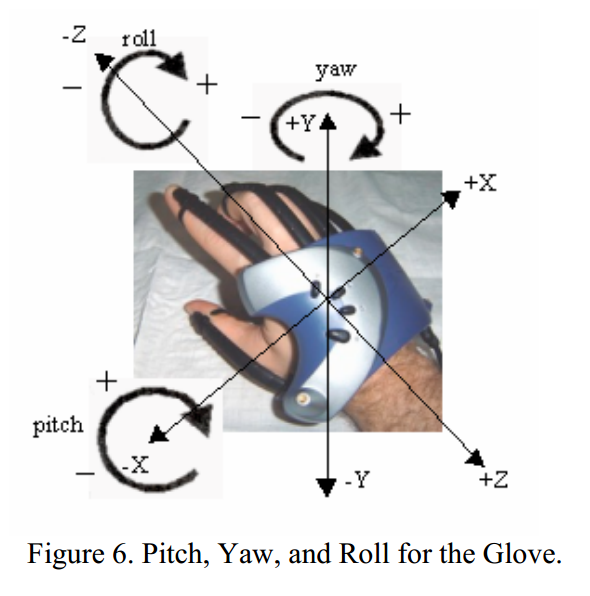 -Z roll
− +
yaw
− +Y +
+X
+
pitch
− -X
-Y +Z
Figure 6. Pitch, Yaw, and Roll for the Glove.